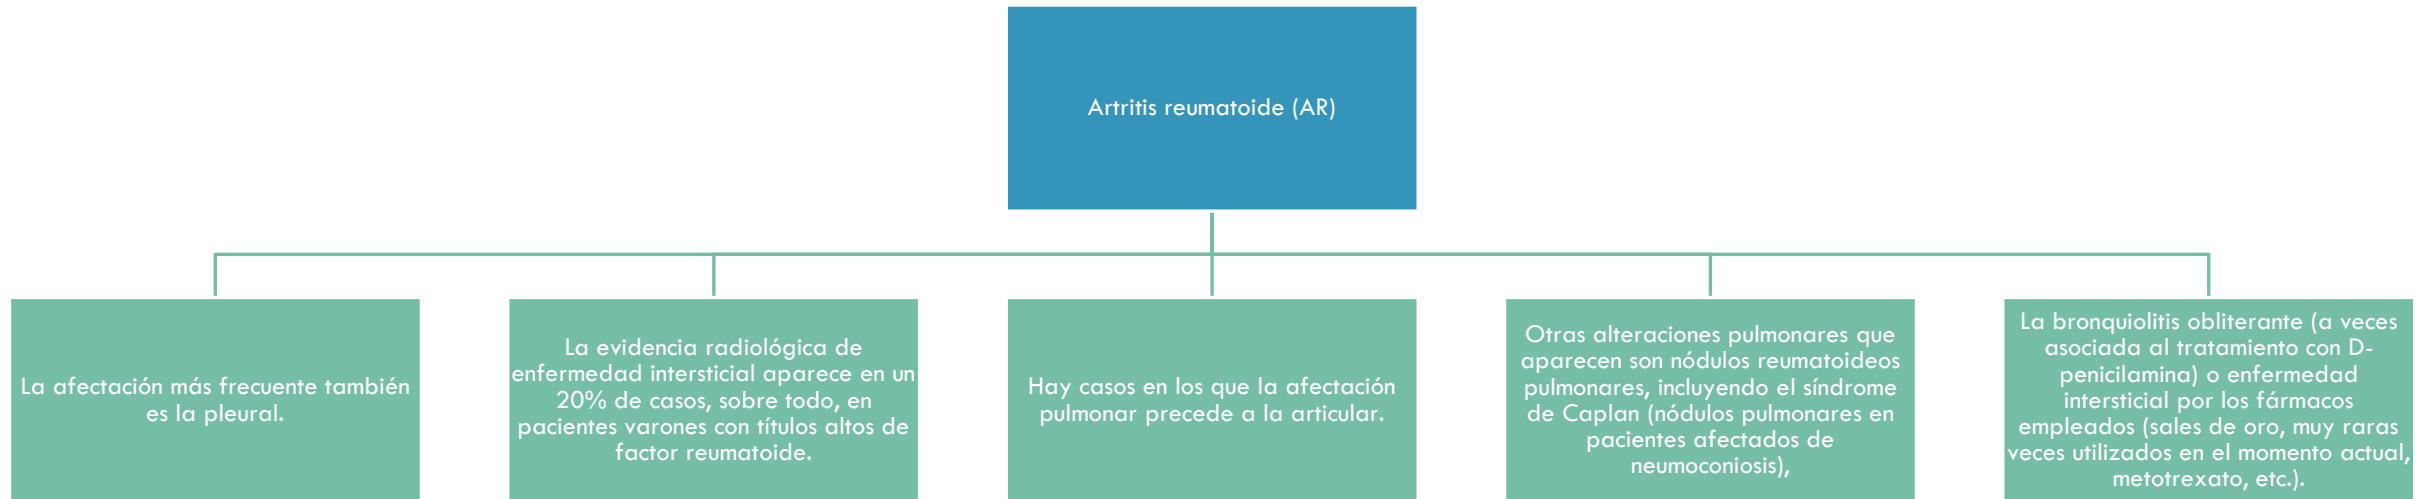 Artritis reumatoide (AR)
La afectación más frecuente también
es la pleural.
La evidencia radiológica de
enfermedad intersticial aparece en un
20% de casos, sobre todo, en
pacientes varones con títulos altos de
factor reumatoide.
Hay casos en los que la afectación
pulmonar precede a la articular.
Otras alteraciones pulmonares que
aparecen son nódulos reumatoideos
pulmonares, incluyendo el síndrome
de Caplan (nódulos pulmonares en
pacientes afectados de
neumoconiosis),
La bronquiolitis obliterante (a veces
asociada al tratamiento con D-
penicilamina) o enfermedad
intersticial por los fármacos
empleados (sales de oro, muy raras
veces utilizados en el momento actual,
metotrexato, etc.).